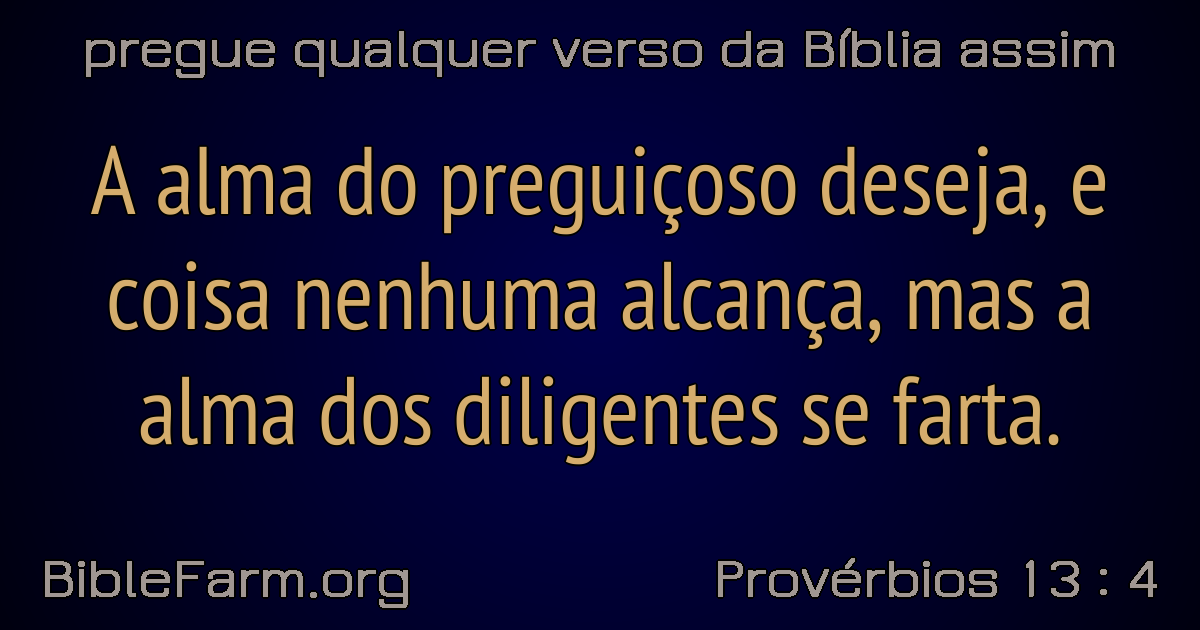 pregue qualquer verso da Bíblia assim
A alma do preguiçoso deseja, e
coisa nenhuma alcança, mas a
alma dos diligentes se farta.
BibleFarm.org
Provérbios 13 : 4